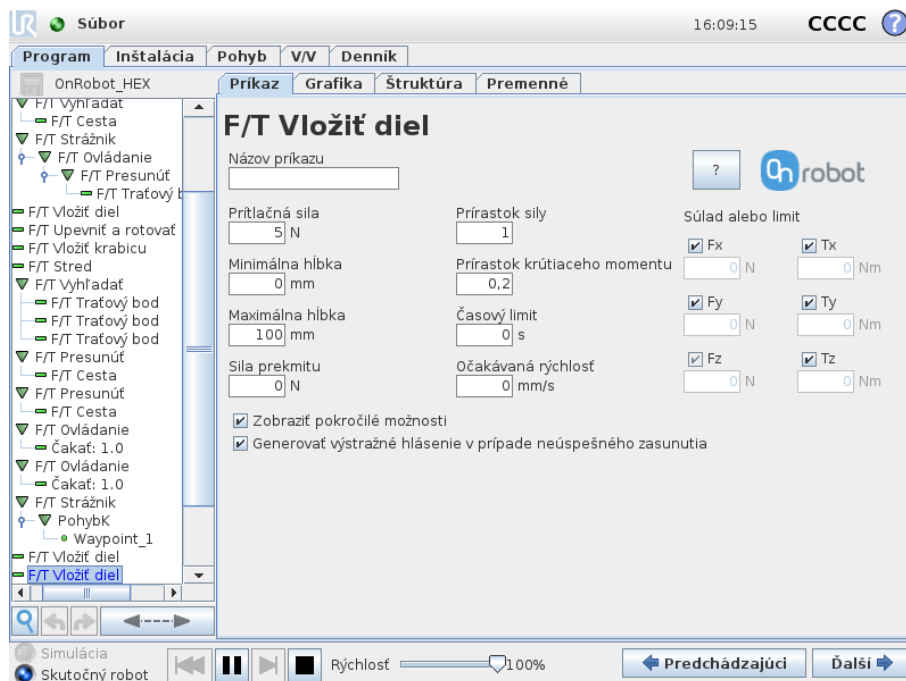 UR Súbor 16:09:15 CCCC ?
Program Inštalácia Pohyb V/V Denník
OnRobot_HEX
Príkaz Grafika Štruktúra Premenné
F/T Vyhľadať
F/T Cesta
F/T Strážnik
F/T Ovládanie
F/T Presunúť
F/T Traťový b
F/T Vložiť diel
F/T Upevniť a rotovať
F/T Vložiť krabicu
F/T Stred
F/T Vyhľadať
F/T Traťový bod
F/T Traťový bod
F/T Traťový bod
F/T Presunúť
F/T Cesta
F/T Presunúť
F/T Cesta
F/T Ovládanie
Čakať: 1.0
F/T Ovládanie
Čakať: 1.0
F/T Strážnik
PohybK
Waypoint_1
F/T Vložiť diel
F/T Vložiť diel
F/T Vložiť diel
Názov príkazu
?
On robot
Prítlačná sila
5 N
Minimálna hĺbka
0 mm
Maximálna hĺbka
100 mm
Sila prekmitu
0 N
Prírastok sily
1
Prírastok krútiaceho momentu
0,2
Časový limit
0 s
Očakávaná rýchlosť
0 mm/s
Súlad alebo limit
Fx Tx
0 N 0 Nm
Fy Ty
0 N 0 Nm
Fz Tz
0 N 0 Nm
Zobraziť pokročilé možnosti
Generovať výstražné hlásenie v prípade neúspešného zasunutia
Simulácia
Skutočný robot
Rýchlosť 100%
Predchádzajúci Ďalší